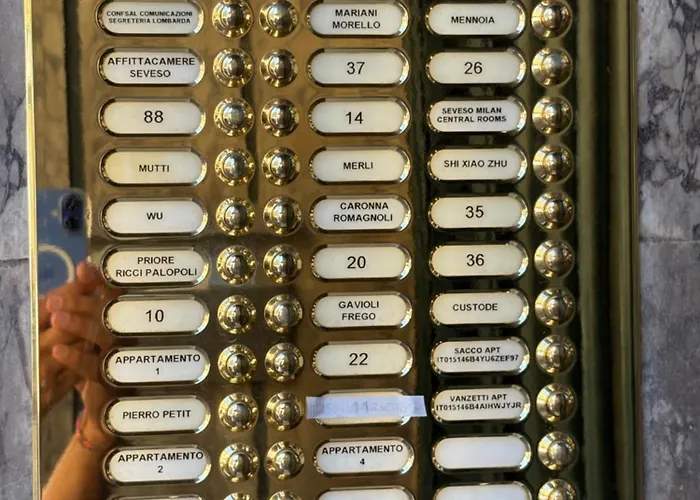 CONFSAL COMUNICAZIONI
SEGRETERIA LOMBARDA
AFFITTACAMERE
SEVESO
88
MUTTI
WU
PRIORE
RICCI PALOPOLI
10
APPARTAMENTO
1
PIERRO PETIT
APPARTAMENTO
2
MARIANI
MORELLO
37
14
MERLI
CARONNA
ROMAGNOLI
20
GAVIOLI
FREGO
22
APPARTAMENTO
4
MENNOIA
26
SEVESO MILAN
CENTRAL ROOMS
SHI XIAO ZHU
35
36
CUSTODE
SACCO APT
IT015146B4YU6ZEF97
VANZETTI APT
IT015146B4AIHWJYJR